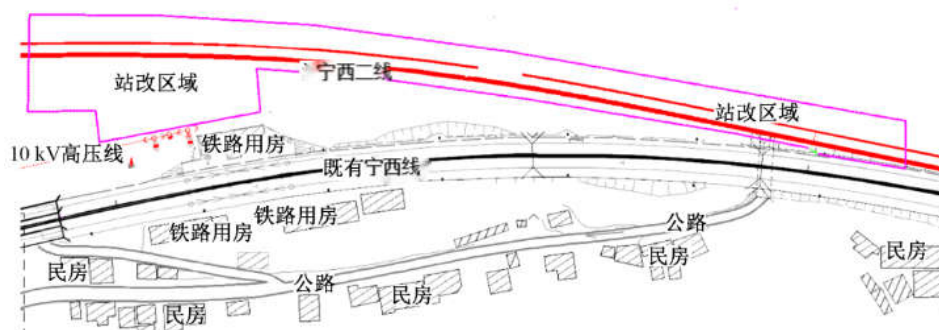 宁西二线
站改区域
站改区域
10 kV高压线
铁路用房
既有宁西线
铁路用房
铁路用房
公路
民房
民房
公路
民房
民房
民房